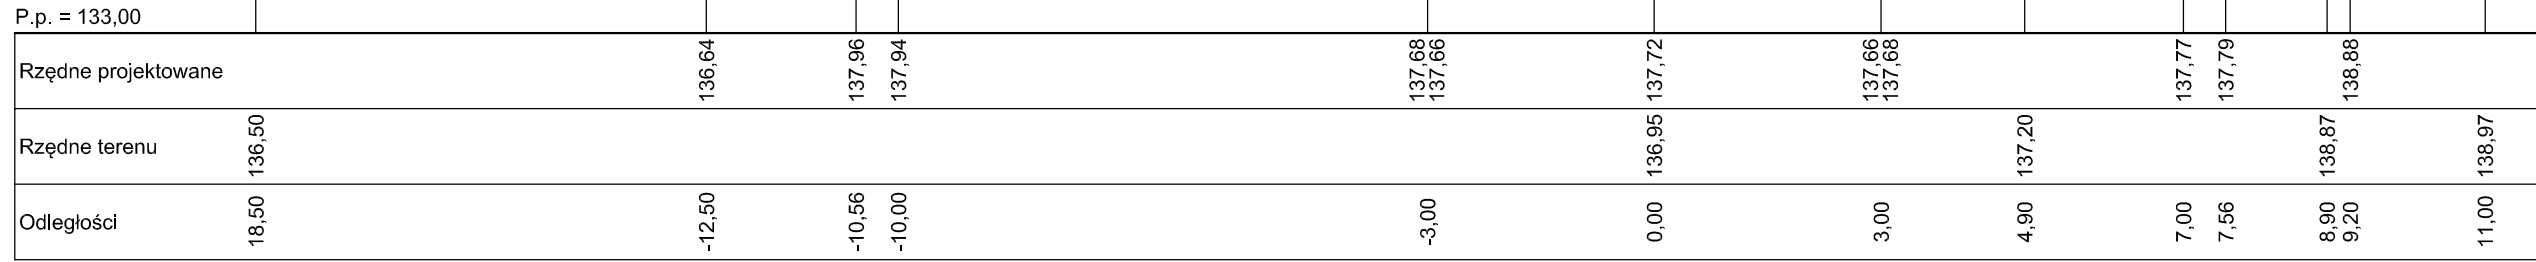 P.p. = 133,00
Rzędne projektowane 136,64 137,96 137,94 137,68 137,66 137,72 137,66 137,68 137,77 137,79 138,88
Rzędne terenu 136,50 136,95 137,20 138,87 138,97
Odległości 18,50 -12,50 -10,56 -10,00 -3,00 0,00 3,00 4,90 7,00 7,56 8,90 9,20 11,00